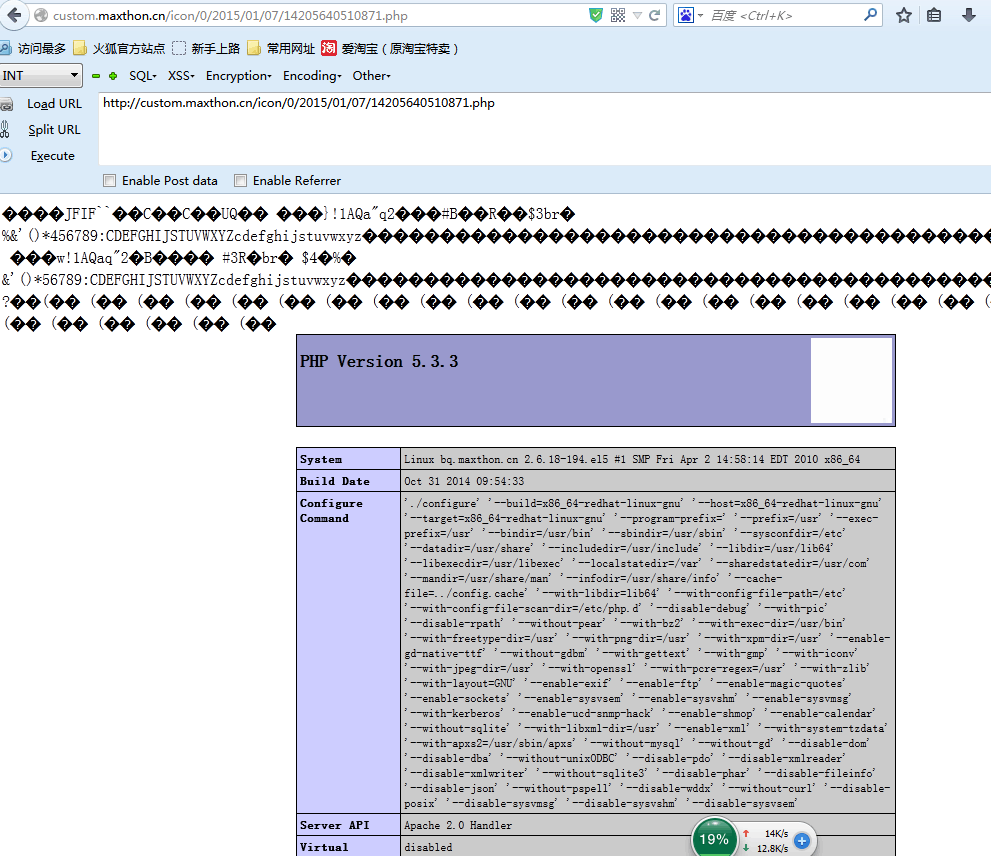 custom.maxthon.cn/icon/0/2015/01/07/14205640510871.php
百度 <Ctrl+K>
访问最多 火狐官方站点 新手上路 常用网址 淘 爱淘宝（原淘宝特卖）
INT SQL XSS Encryption Encoding Other
Load URL http://custom.maxthon.cn/icon/0/2015/01/07/14205640510871.php
Split URL
Execute
Enable Post data Enable Referrer
����JFIF``��C��C��UQ�� ���}!1AQa"q2���#B��R��$3br�
%&'()*456789:CDEFGHIJSTUVWXYZcdefghijstuvwxyz
���w!1AQaq"2�B���� #3R�br� $4�%�
&'()*56789:CDEFGHIJSTUVWXYZcdefghijstuvwxyz
?��(�� (�� (�� (�� (�� (�� (�� (�� (�� (�� (�� (�� (�� (�� (�� (�� (�� (�� (�� (��
(�� (�� (�� (�� (�� (��
PHP Version 5.3.3
System Linux bq.maxthon.cn 2.6.18-194.el5 #1 SMP Fri Apr 2 14:58:14 EDT 2010 x86_64
Build Date Oct 31 2014 09:54:33
Configure Command './configure' '--build=x86_64-redhat-linux-gnu' '--host=x86_64-redhat-linux-gnu'
'--target=x86_64-redhat-linux-gnu' '--program-prefix=' '--prefix=/usr' '--exec-
prefix=/usr' '--bindir=/usr/bin' '--sbindir=/usr/sbin' '--sysconfdir=/etc'
'--datadir=/usr/share' '--includedir=/usr/include' '--libdir=/usr/lib64'
'--libexecdir=/usr/libexec' '--localstatedir=/var' '--sharedstatedir=/usr/com'
'--mandir=/usr/share/man' '--infodir=/usr/share/info' '--cache-
file=../config.cache' '--with-libdir=lib64' '--with-config-file-path=/etc'
'--with-config-file-scan-dir=/etc/php.d' '--disable-debug' '--with-pic'
'--disable-rpath' '--without-pear' '--with-bz2' '--with-exec-dir=/usr/bin'
'--with-freetype-dir=/usr' '--with-png-dir=/usr' '--with-xpm-dir=/usr' '--enable-
gd-native-ttf' '--without-gdbm' '--with-gettext' '--with-gmp' '--with-iconv'
'--with-jpeg-dir=/usr' '--with-openssl' '--with-pcre-regex=/usr' '--with-zlib'
'--with-layout=GNU' '--enable-exif' '--enable-ftp' '--enable-magic-quotes'
'--enable-sockets' '--enable-sysvsem' '--enable-sysvshm' '--enable-sysvmsg'
'--with-kerberos' '--enable-ucd-snmp-hack' '--enable-shmop' '--enable-calendar'
'--without-sqlite' '--with-libxml-dir=/usr' '--enable-xml' '--with-system-tzdata'
'--with-apxs2=/usr/sbin/apxs' '--without-mysql' '--without-gd' '--disable-dom'
'--disable-dba' '--without-unixODBC' '--disable-pdo' '--disable-xmlreader'
'--disable-xmlwriter' '--without-sqlite3' '--disable-phar' '--disable-fileinfo'
'--disable-json' '--without-pspell' '--disable-wddx' '--without-curl' '--disable-
posix' '--disable-sysvmsg' '--disable-sysvshm' '--disable-sysvsem'
Server API Apache 2.0 Handler
Virtual disabled
19% 14K/s
12.8K/s